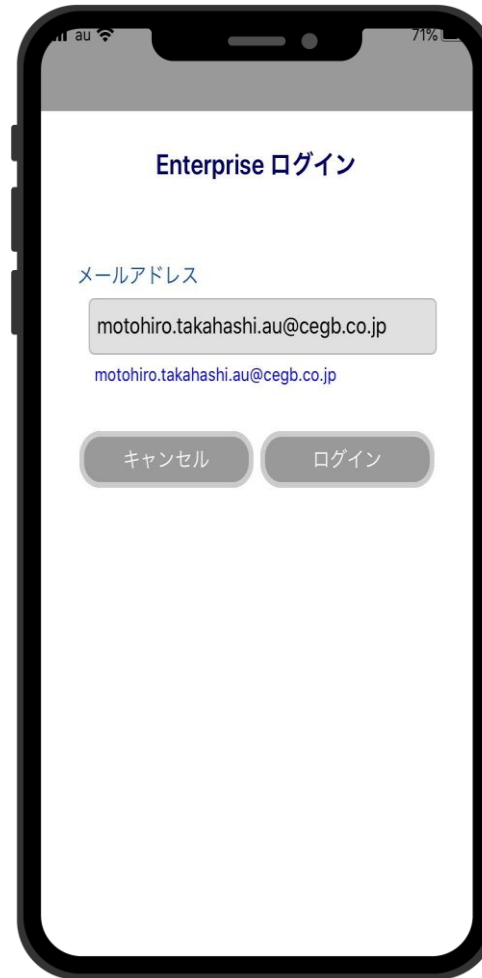 au 71%
Enterprise ログイン
メールアドレス
motohiro.takahashi.au@cegb.co.jp
motohiro.takahashi.au@cegb.co.jp
キャンセル ログイン